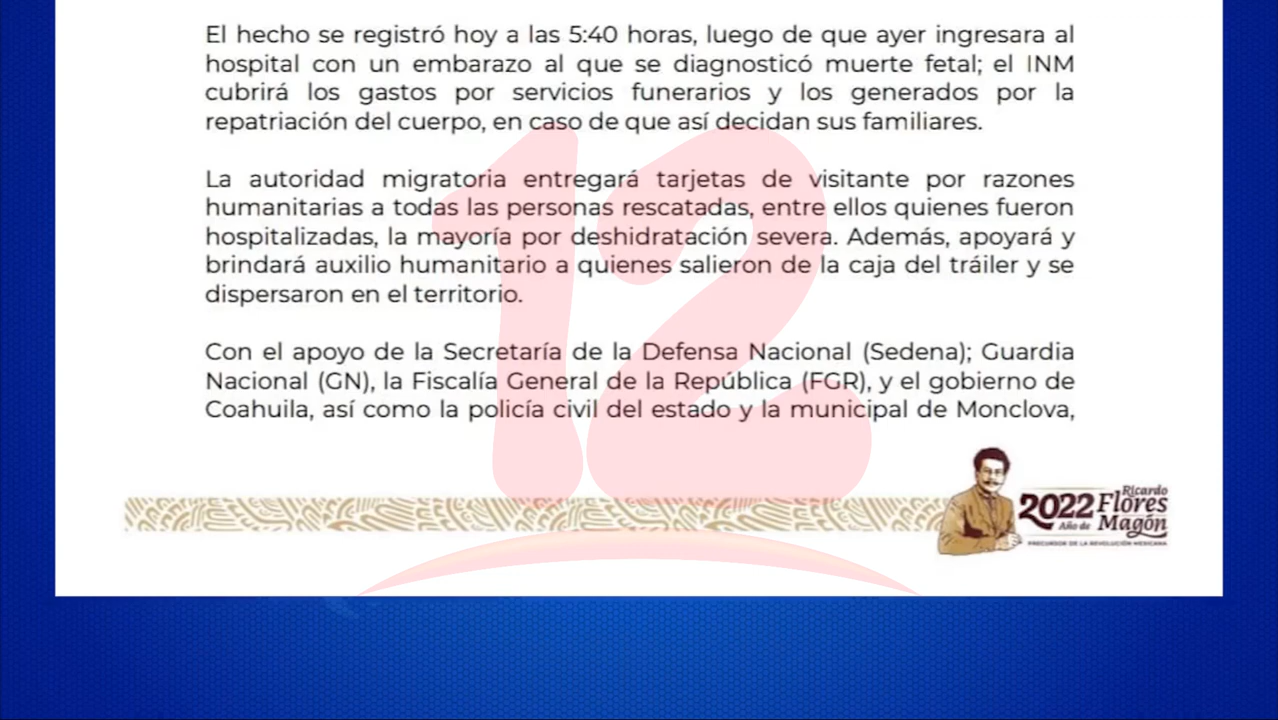 El hecho se registró hoy a las 5:40 horas, luego de que ayer ingresara al
hospital con un embarazo al que se diagnosticó muerte fetal; el INM
cubrirá los gastos por servicios funerarios y los generados por la
repatriación del cuerpo, en caso de que así decidan sus familiares.
La autoridad migratoria entregará tarjetas de visitante por razones
humanitarias a todas las personas rescatadas, entre ellos quienes fueron
hospitalizadas, la mayoría por deshidratación severa. Además, apoyará y
brindará auxilio humanitario a quienes salieron de la caja del tráiler y se
dispersaron en el territorio.
Con el apoyo de la Secretaría de la Defensa Nacional (Sedena); Guardia
Nacional (GN), la Fiscalía General de la República (FGR), y el gobierno de
Coahuila, así como la policía civil del estado y la municipal de Monclova,
12
2022 Ricardo
Flores
Año de Magón
PRECURSOR DE LA REVOLUCIÓN MEXICANA